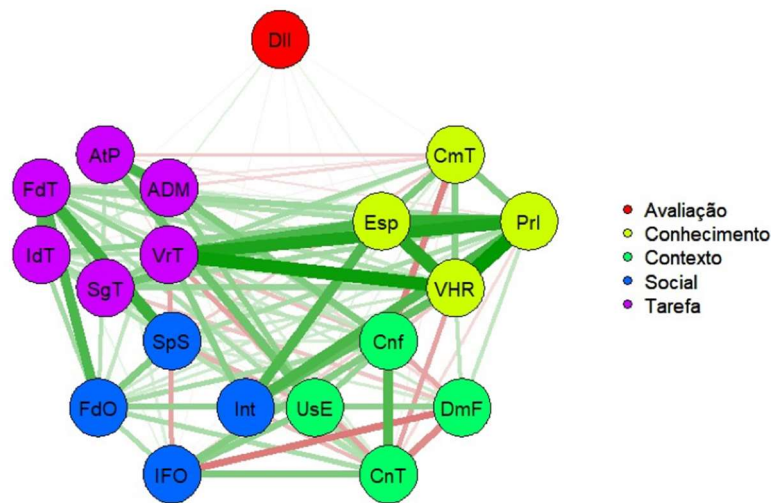 DII
AtP
CmT
FdT
ADM
Esp
PrI
IdT
VrT
SgT
VHR
SpS
Cnf
FdO
Int
UsE
DmF
IFO
CnT
Avaliação
Conhecimento
Contexto
Social
Tarefa